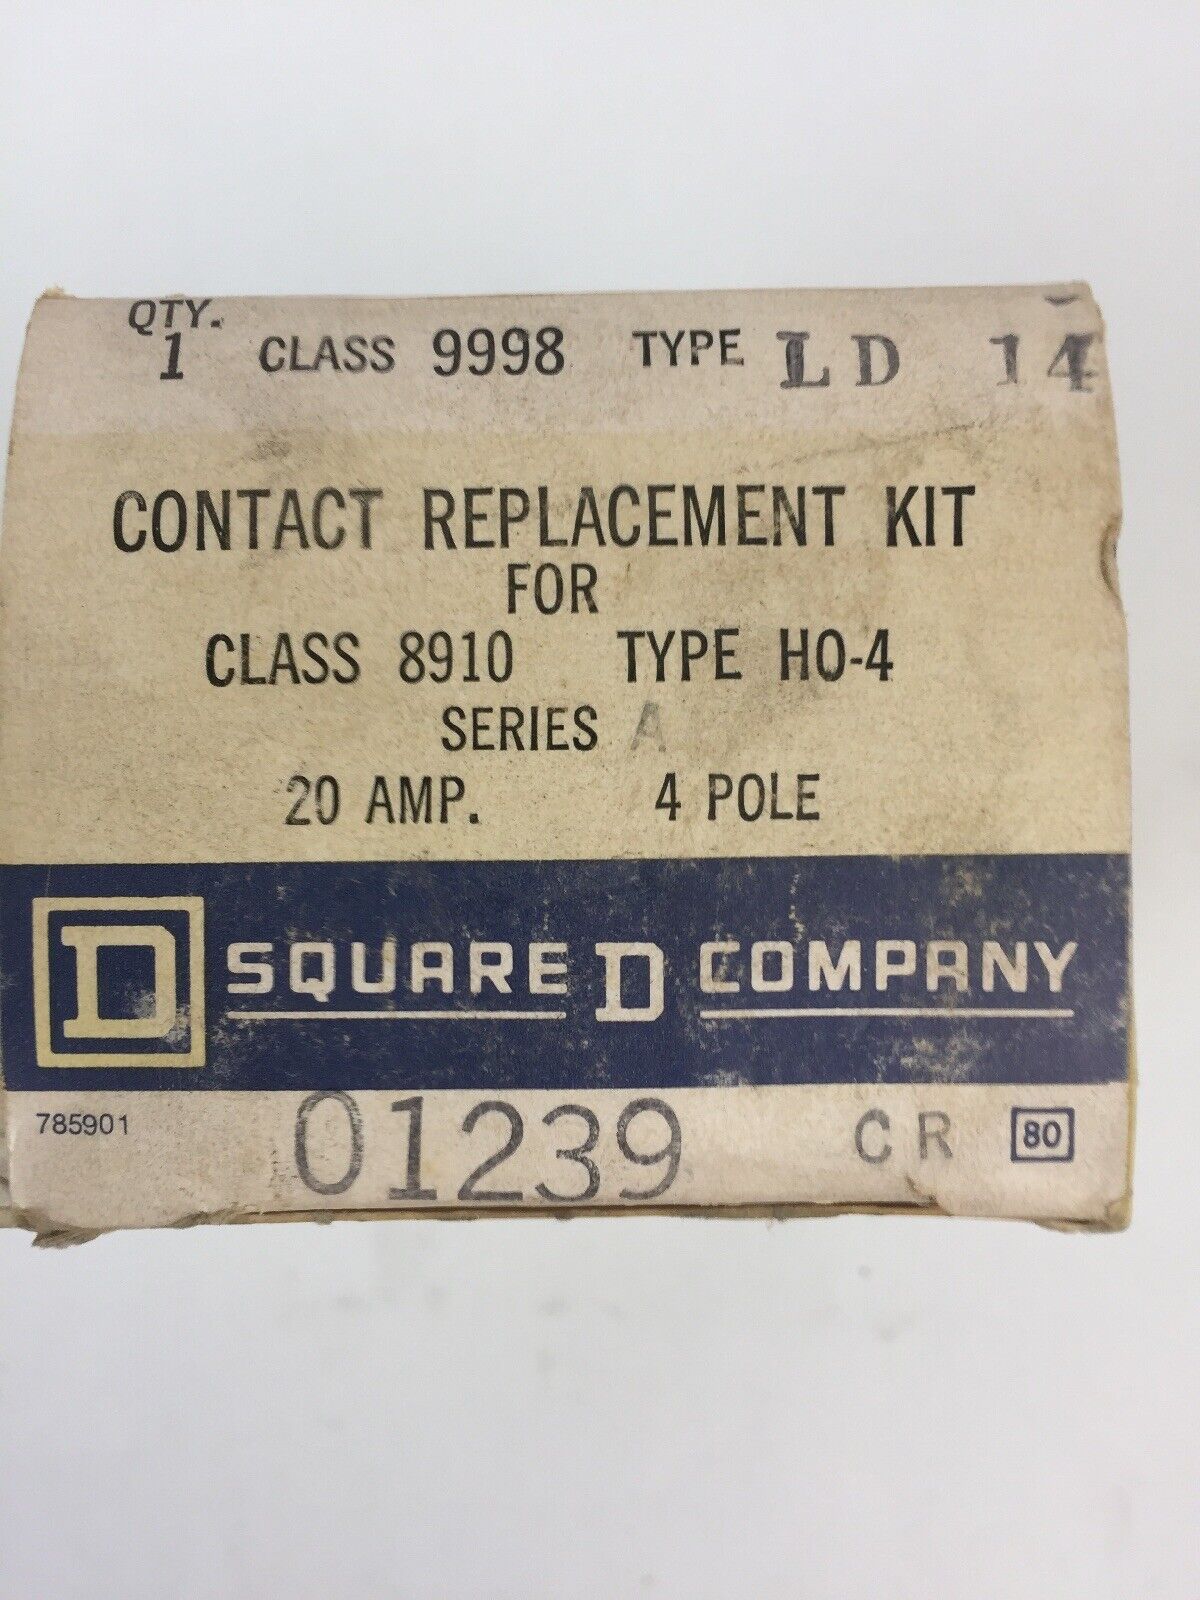 QTY.
1 CLASS 9998 TYPE LD 14
CONTACT REPLACEMENT KIT
FOR
CLASS 8910 TYPE HO-4
SERIES A
20 AMP. 4 POLE
D SQUARE D COMPANY
785901 01239 CR 80